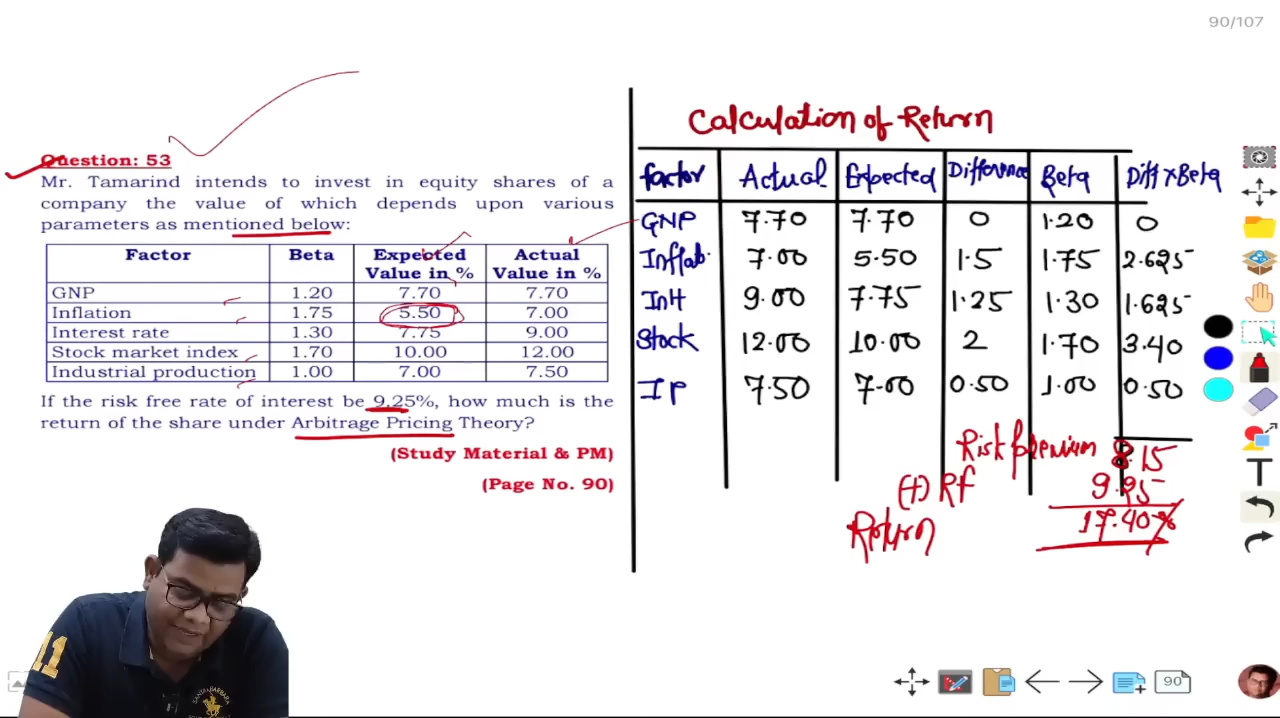 90/107
Question: 53
Mr. Tamarind intends to invest in equity shares of a
company the value of which depends upon various
parameters as mentioned below:
Factor Beta Expected Value in % Actual Value in %
GNP 1.20 7.70 7.70
Inflation 1.75 5.50 7.00
Interest rate 1.30 7.75 9.00
Stock market index 1.70 10.00 12.00
Industrial production 1.00 7.00 7.50
If the risk free rate of interest be 9.25%, how much is the
return of the share under Arbitrage Pricing Theory?
(Study Material & PM)
(Page No. 90)
Calculation of Return
factor Actual Expected Difference Beta Diff×Beta
GNP 7.70 7.70 0 1.20 0
Inflab. 7.00 5.50 1.5 1.75 2.625
InH 9.00 7.75 1.25 1.30 1.625
Stock 12.00 10.00 2 1.70 3.40
IP 7.50 7.00 0.50 1.00 0.50
Risk Premium 8.15
(+) Rf 9.25
Return 17.40%
11
90